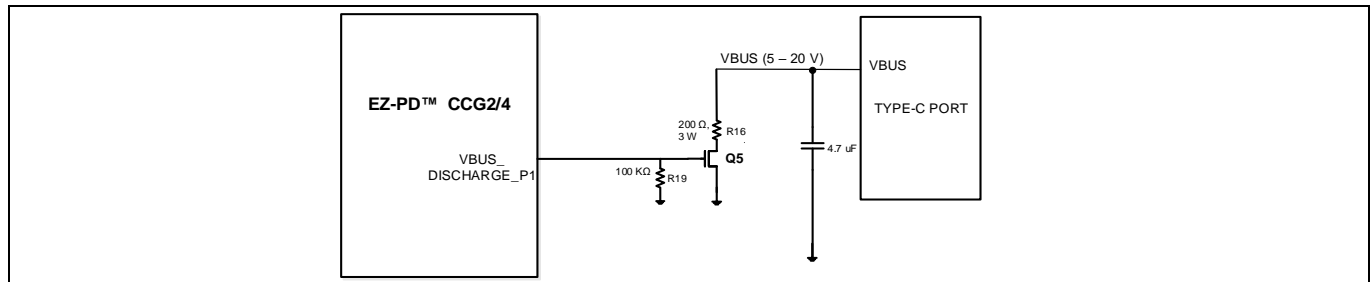 VBUS (5 – 20 V)
VBUS
EZ-PD™ CCG2/4
TYPE-C PORT
200 Ω,
3 W
R16
Q5
4.7 uF
VBUS_
DISCHARGE_P1
100 KΩ
R19